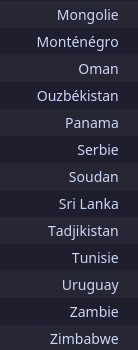 Mongolie
Monténégro
Oman
Ouzbékistan
Panama
Serbie
Soudan
Sri Lanka
Tadjikistan
Tunisie
Uruguay
Zambie
Zimbabwe